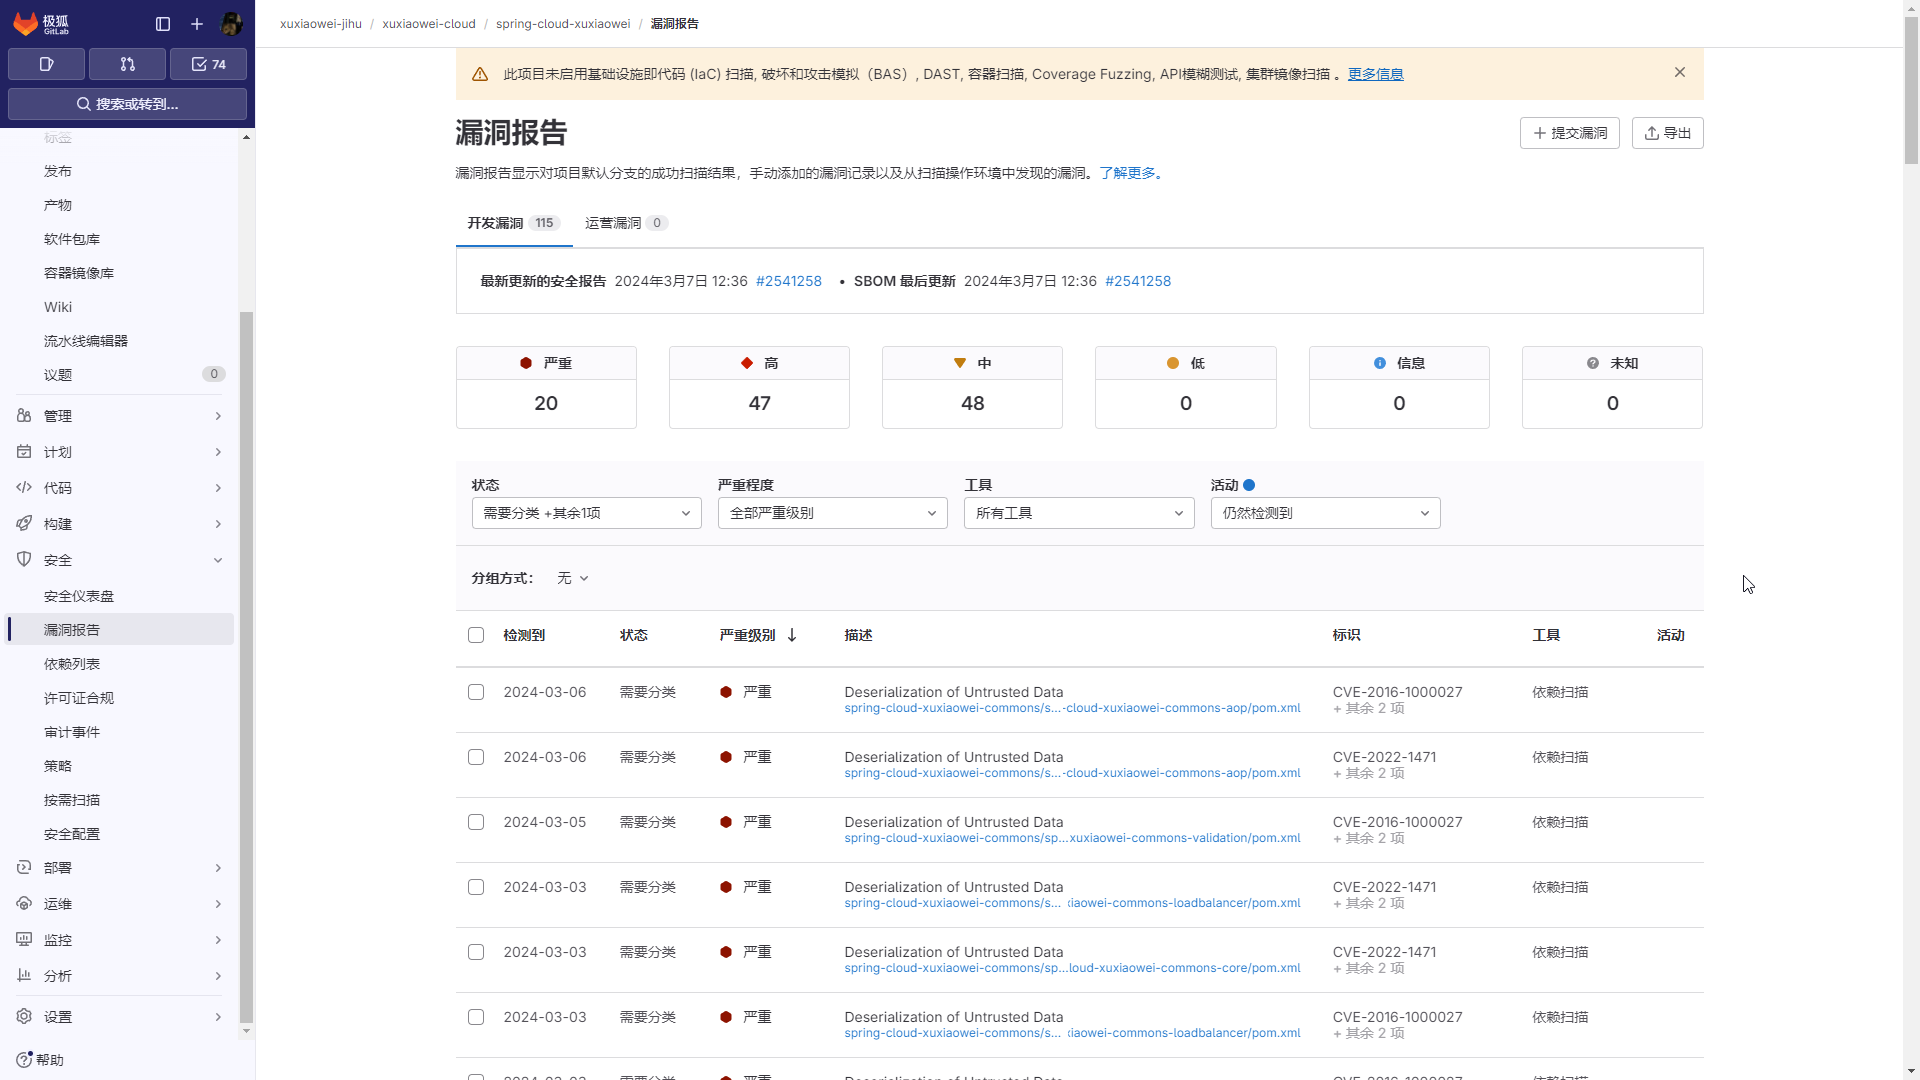 极狐
GitLab
74
搜索或转到...
标签
发布
产物
软件包库
容器镜像库
Wiki
流水线编辑器
议题 0
管理
计划
代码
构建
安全
安全仪表盘
漏洞报告
依赖列表
许可证合规
审计事件
策略
按需扫描
安全配置
部署
运维
监控
分析
设置
帮助
xuxiaowei-jihu / xuxiaowei-cloud / spring-cloud-xuxiaowei / 漏洞报告
此项目未启用基础设施即代码 (IaC) 扫描, 破坏和攻击模拟（BAS）, DAST, 容器扫描, Coverage Fuzzing, API模糊测试, 集群镜像扫描 。更多信息
漏洞报告
提交漏洞
导出
漏洞报告显示对项目默认分支的成功扫描结果，手动添加的漏洞记录以及从扫描操作环境中发现的漏洞。了解更多。
开发漏洞 115 运营漏洞 0
最新更新的安全报告 2024年3月7日 12:36 #2541258 • SBOM 最后更新 2024年3月7日 12:36 #2541258
严重 高 中 低 信息 未知
20 47 48 0 0 0
状态 严重程度 工具 活动
需要分类 +其余1项 全部严重级别 所有工具 仍然检测到
分组方式： 无
检测到 状态 严重级别 描述 标识 工具 活动
2024-03-06 需要分类 严重 Deserialization of Untrusted Data CVE-2016-1000027 依赖扫描
spring-cloud-xuxiaowei-commons/s...-cloud-xuxiaowei-commons-aop/pom.xml + 其余 2 项
2024-03-06 需要分类 严重 Deserialization of Untrusted Data CVE-2022-1471 依赖扫描
spring-cloud-xuxiaowei-commons/s...-cloud-xuxiaowei-commons-aop/pom.xml + 其余 2 项
2024-03-05 需要分类 严重 Deserialization of Untrusted Data CVE-2016-1000027 依赖扫描
spring-cloud-xuxiaowei-commons/sp...xuxiaowei-commons-validation/pom.xml + 其余 2 项
2024-03-03 需要分类 严重 Deserialization of Untrusted Data CVE-2022-1471 依赖扫描
spring-cloud-xuxiaowei-commons/s... xiaowei-commons-loadbalancer/pom.xml + 其余 2 项
2024-03-03 需要分类 严重 Deserialization of Untrusted Data CVE-2022-1471 依赖扫描
spring-cloud-xuxiaowei-commons/sp...loud-xuxiaowei-commons-core/pom.xml + 其余 2 项
2024-03-03 需要分类 严重 Deserialization of Untrusted Data CVE-2016-1000027 依赖扫描
spring-cloud-xuxiaowei-commons/s... xiaowei-commons-loadbalancer/pom.xml + 其余 2 项
2024-03-03 需要分类 严重 Deserialization of Untrusted Data CVE-2016-1000027 依赖扫描